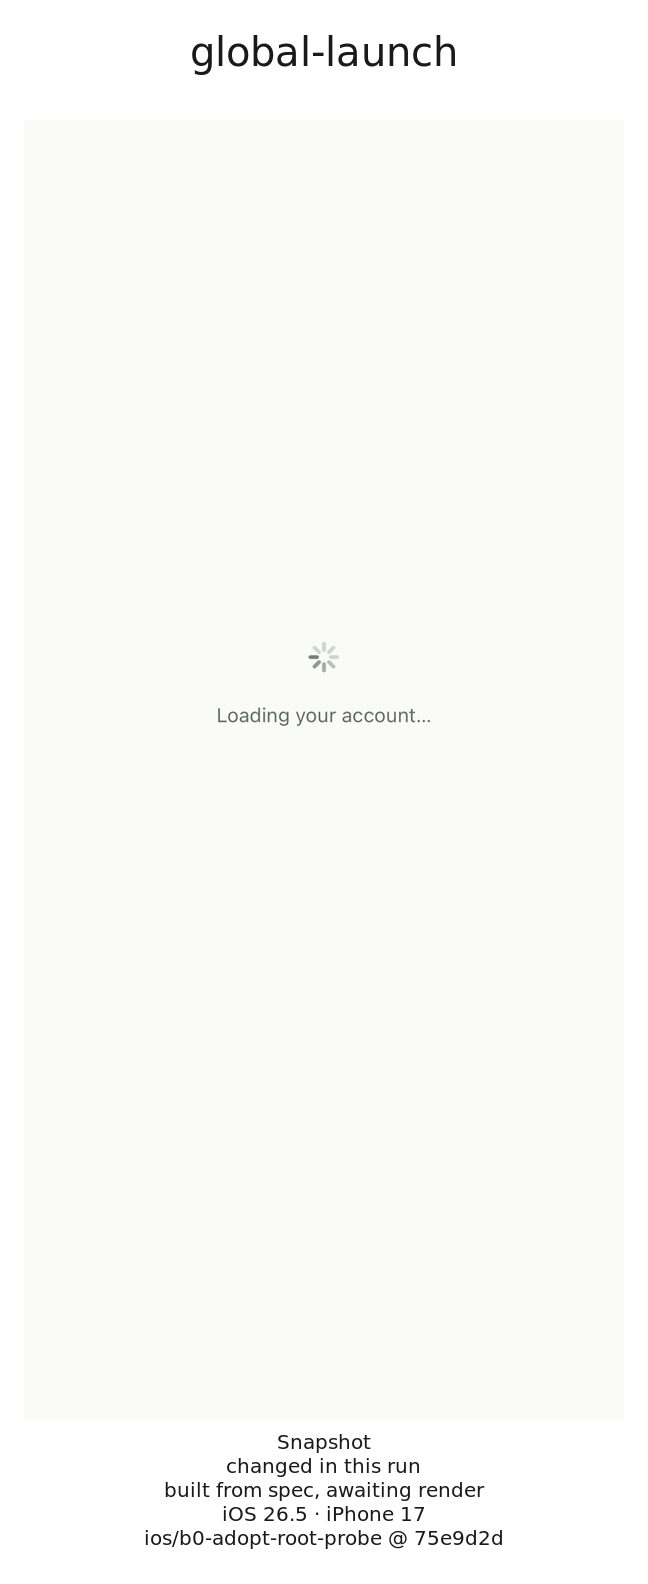 global-launch
Loading your account...
Snapshot
changed in this run
built from spec, awaiting render
iOS 26.5 · iPhone 17
ios/b0-adopt-root-probe @ 75e9d2d